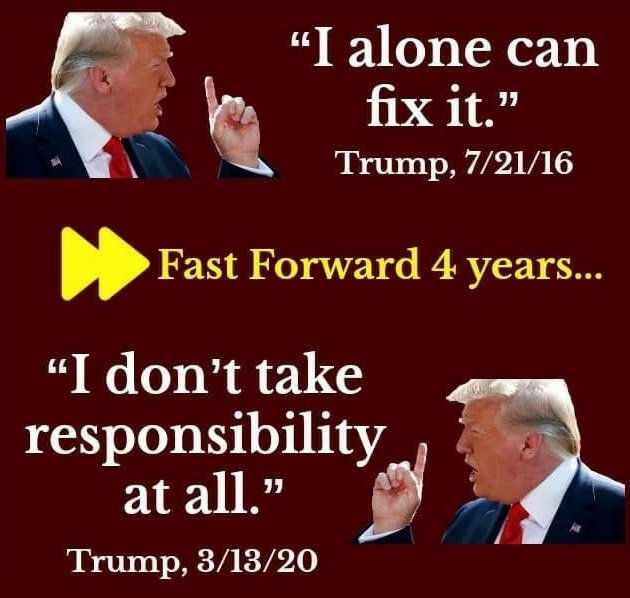 “I alone can
fix it.”
Trump, 7/21/16
Fast Forward 4 years...
“I don’t take
responsibility
at all.”
Trump, 3/13/20